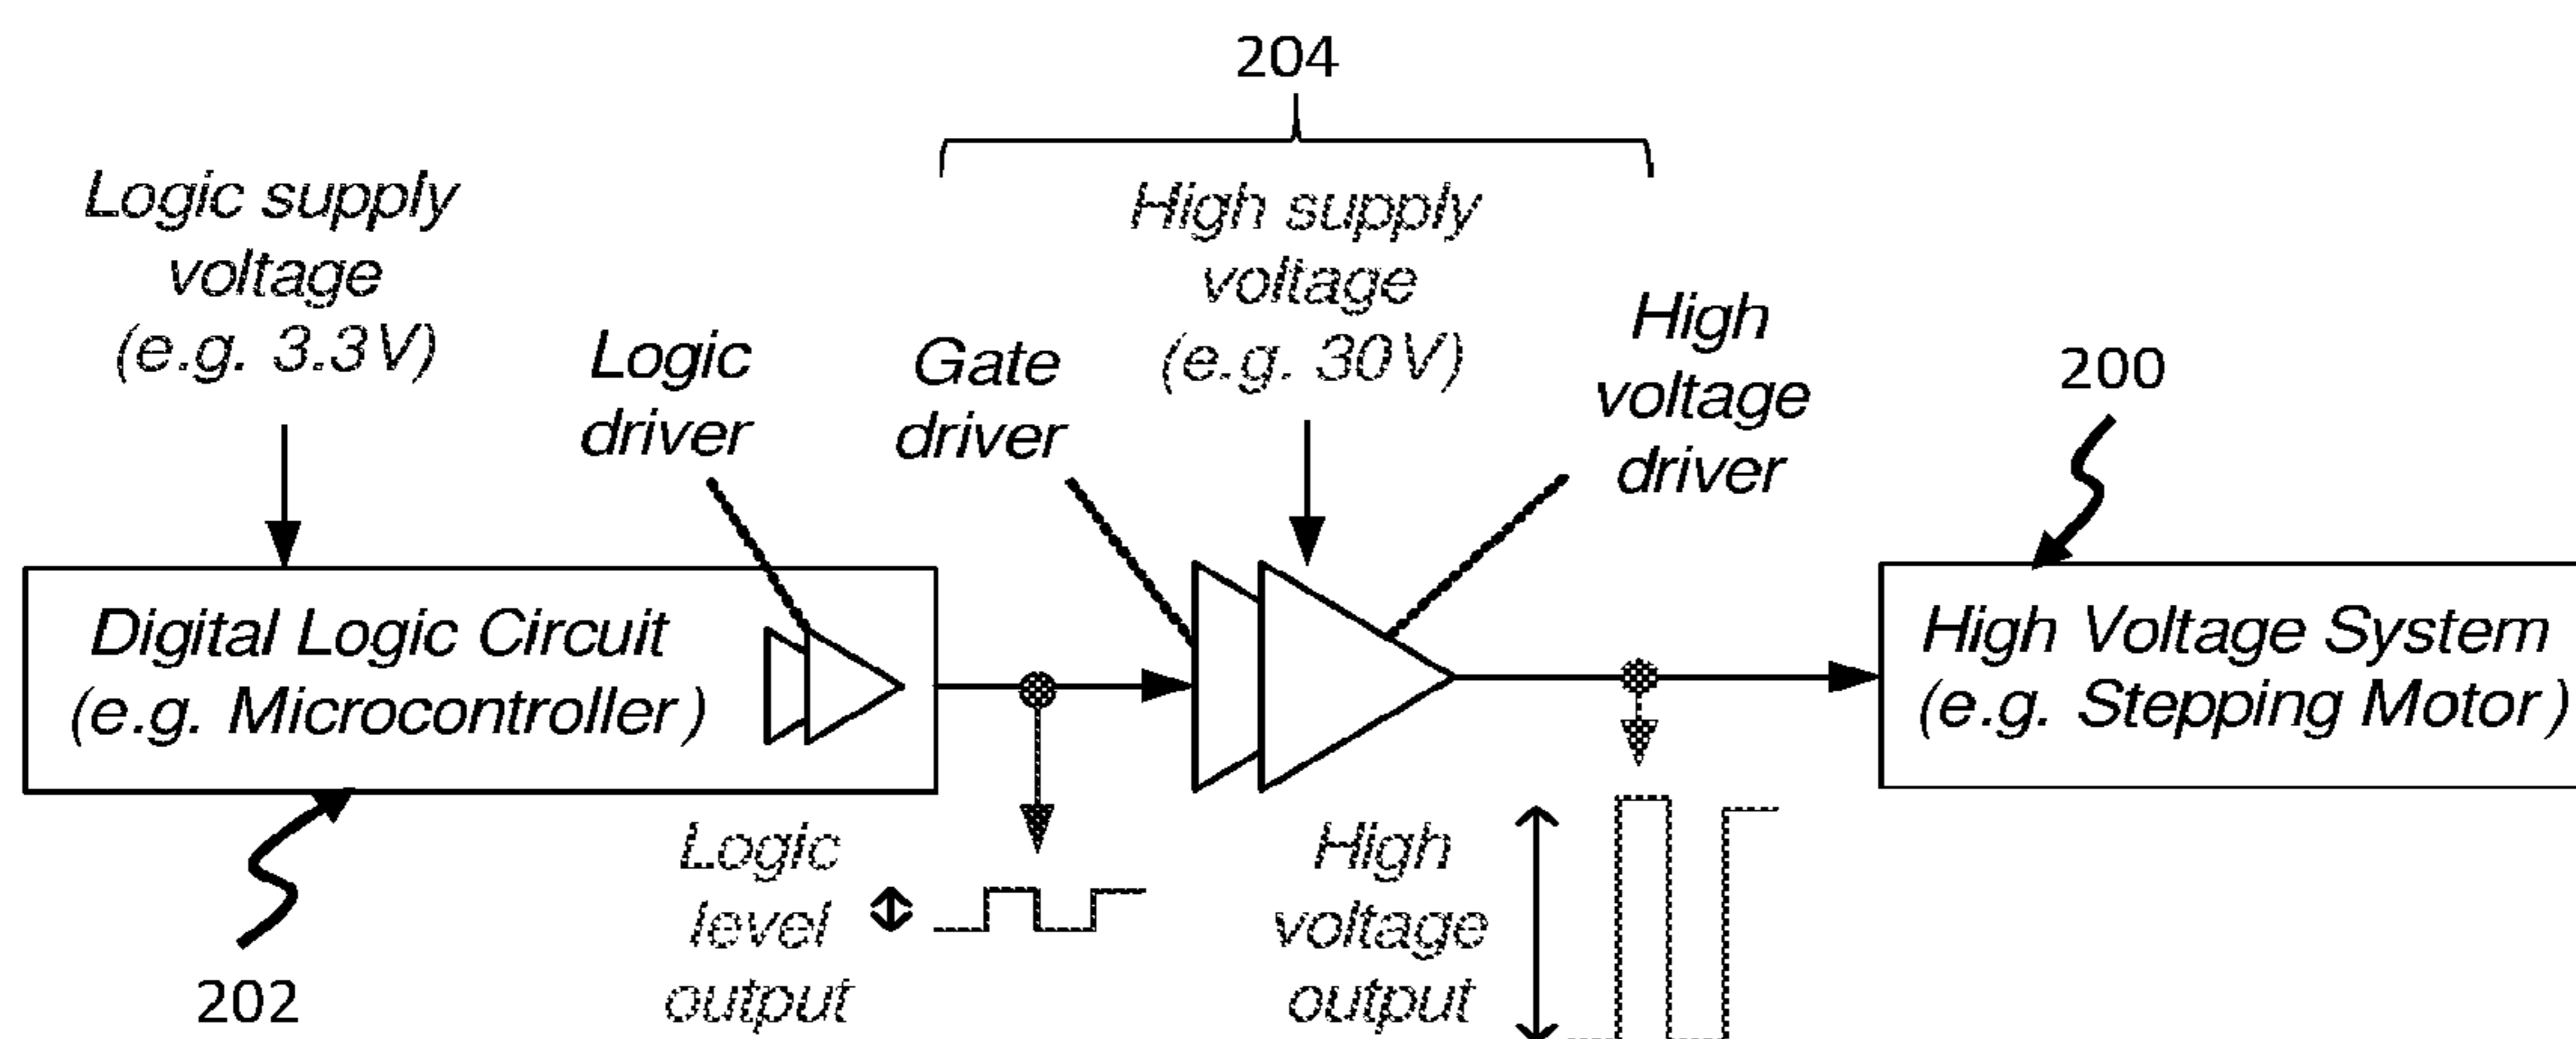 204
Logic supply
voltage
(e.g. 3.3V)
High supply
voltage
(e.g. 30V)
Logic
driver
Gate
driver
High
voltage
driver
200
Digital Logic Circuit
(e.g. Microcontroller)
High Voltage System
(e.g. Stepping Motor)
Logic
level
output
High
voltage
output
202